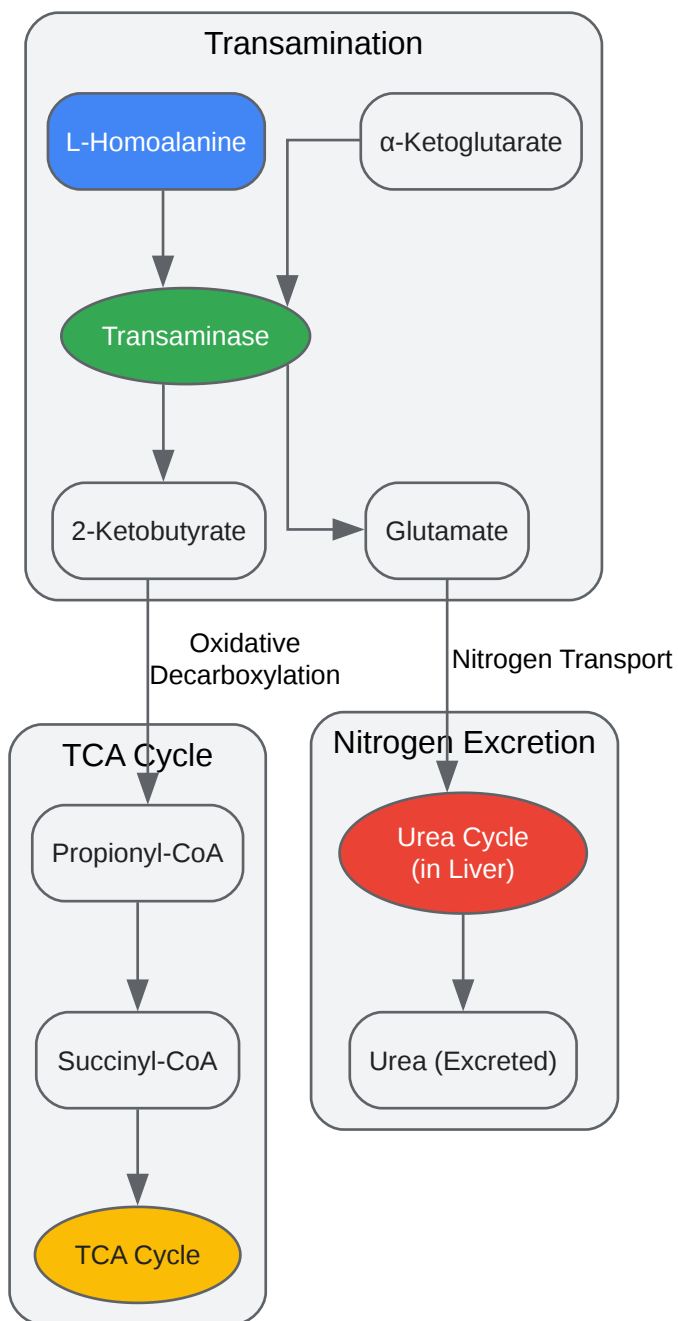 Transamination
L-Homoalanine
α-Ketoglutarate
Transaminase
2-Ketobutyrate
Glutamate
Oxidative
Decarboxylation
Nitrogen Transport
TCA Cycle
Propionyl-CoA
Succinyl-CoA
TCA Cycle
Nitrogen Excretion
Urea Cycle
(in Liver)
Urea (Excreted)